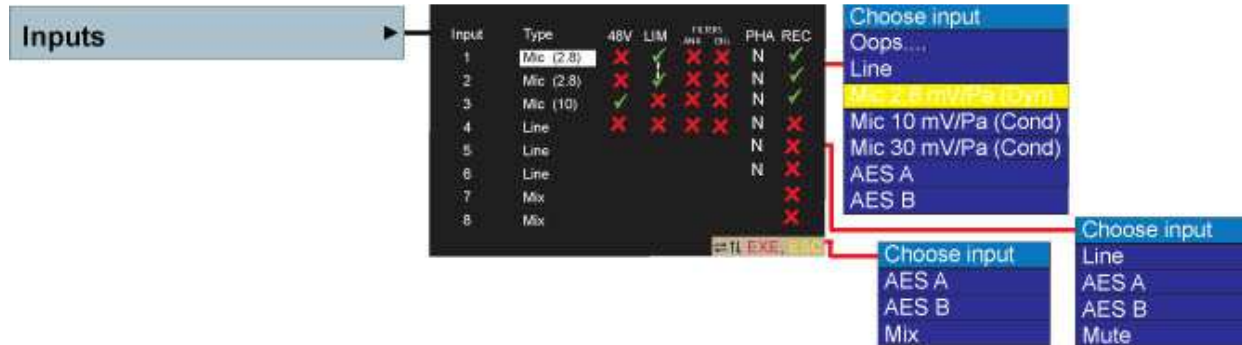 Inputs
Input Type 48V LIM FILTERS PHA REC
1 Mic (2.8) N
2 Mic (2.8) N
3 Mic (10) N
4 Line N
5 Line N
6 Line N
7 Mix
8 Mix
EXE,
Choose input
Oops....
Line
Mic 2.8 mV/Pa (Dyn)
Mic 10 mV/Pa (Cond)
Mic 30 mV/Pa (Cond)
AES A
AES B
Choose input
AES A
AES B
Mix
Choose input
Line
AES A
AES B
Mute